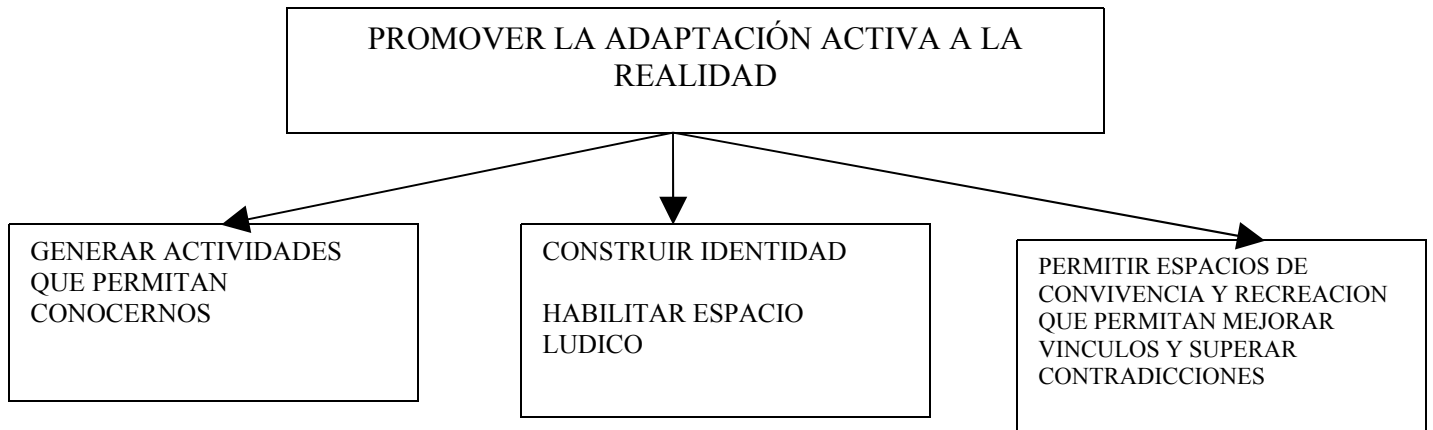 PROMOVER LA ADAPTACIÓN ACTIVA A LA
REALIDAD
GENERAR ACTIVIDADES
QUE PERMITAN
CONOCERNOS
CONSTRUIR IDENTIDAD
HABILITAR ESPACIO
LUDICO
PERMITIR ESPACIOS DE
CONVIVENCIA Y RECREACION
QUE PERMITAN MEJORAR
VINCULOS Y SUPERAR
CONTRADICCIONES